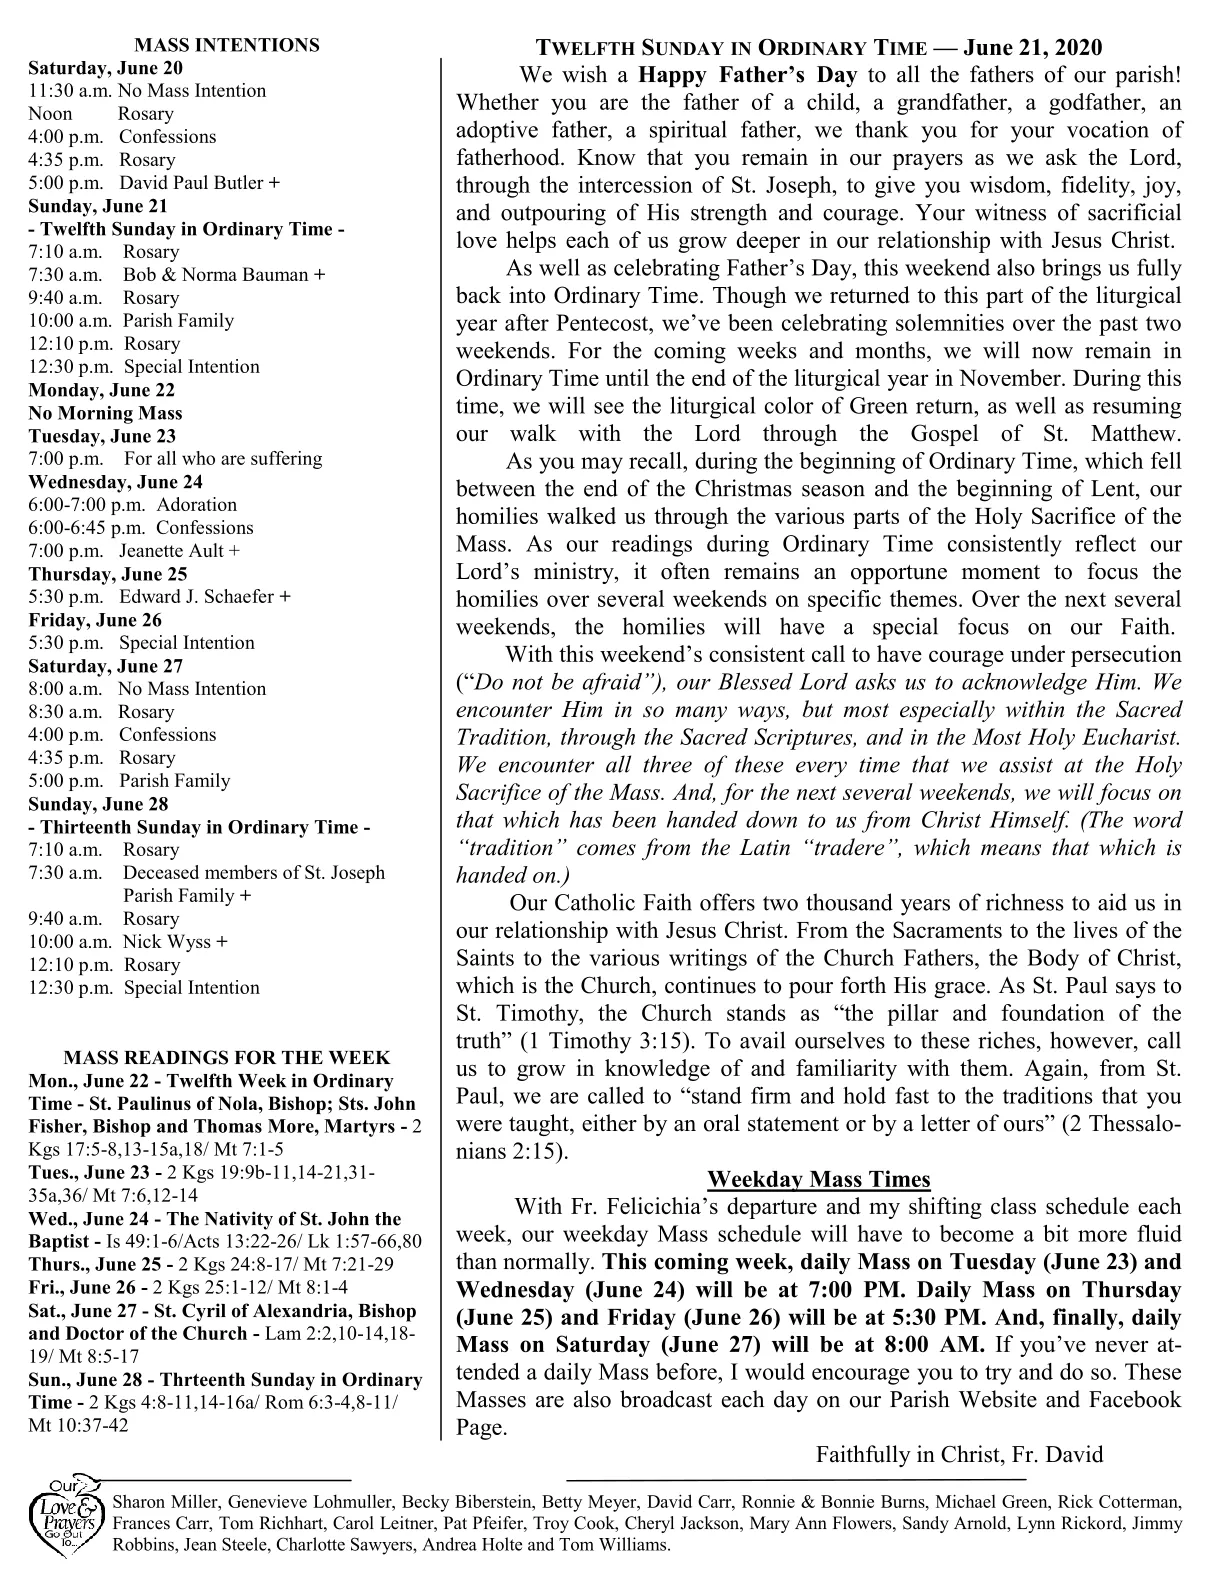 MASS INTENTIONS
Saturday, June 20
11:30 a.m. No Mass Intention
Noon Rosary
4:00 p.m. Confessions
4:35 p.m. Rosary
5:00 p.m. David Paul Butler +
Sunday, June 21
- Twelfth Sunday in Ordinary Time -
7:10 a.m. Rosary
7:30 a.m. Bob & Norma Bauman +
9:40 a.m. Rosary
10:00 a.m. Parish Family
12:10 p.m. Rosary
12:30 p.m. Special Intention
Monday, June 22
No Morning Mass
Tuesday, June 23
7:00 p.m. For all who are suffering
Wednesday, June 24
6:00-7:00 p.m. Adoration
6:00-6:45 p.m. Confessions
7:00 p.m. Jeanette Ault +
Thursday, June 25
5:30 p.m. Edward J. Schaefer +
Friday, June 26
5:30 p.m. Special Intention
Saturday, June 27
8:00 a.m. No Mass Intention
8:30 a.m. Rosary
4:00 p.m. Confessions
4:35 p.m. Rosary
5:00 p.m. Parish Family
Sunday, June 28
- Thirteenth Sunday in Ordinary Time -
7:10 a.m. Rosary
7:30 a.m. Deceased members of St. Joseph
Parish Family +
9:40 a.m. Rosary
10:00 a.m. Nick Wyss +
12:10 p.m. Rosary
12:30 p.m. Special Intention
MASS READINGS FOR THE WEEK
Mon., June 22 - Twelfth Week in Ordinary
Time - St. Paulinus of Nola, Bishop; Sts. John
Fisher, Bishop and Thomas More, Martyrs - 2
Kgs 17:5-8,13-15a,18/ Mt 7:1-5
Tues., June 23 - 2 Kgs 19:9b-11,14-21,31-
35a,36/ Mt 7:6,12-14
Wed., June 24 - The Nativity of St. John the
Baptist - Is 49:1-6/Acts 13:22-26/ Lk 1:57-66,80
Thurs., June 25 - 2 Kgs 24:8-17/ Mt 7:21-29
Fri., June 26 - 2 Kgs 25:1-12/ Mt 8:1-4
Sat., June 27 - St. Cyril of Alexandria, Bishop
and Doctor of the Church - Lam 2:2,10-14,18-
19/ Mt 8:5-17
Sun., June 28 - Thrteenth Sunday in Ordinary
Time - 2 Kgs 4:8-11,14-16a/ Rom 6:3-4,8-11/
Mt 10:37-42
TWELFTH SUNDAY IN ORDINARY TIME — June 21, 2020
We wish a Happy Father's Day to all the fathers of our parish!
Whether you are the father of a child, a grandfather, a godfather, an
adoptive father, a spiritual father, we thank you for your vocation of
fatherhood. Know that you remain in our prayers as we ask the Lord,
through the intercession of St. Joseph, to give you wisdom, fidelity, joy,
and outpouring of His strength and courage. Your witness of sacrificial
love helps each of us grow deeper in our relationship with Jesus Christ.
As well as celebrating Father's Day, this weekend also brings us fully
back into Ordinary Time. Though we returned to this part of the liturgical
year after Pentecost, we've been celebrating solemnities over the past two
weekends. For the coming weeks and months, we will now remain in
Ordinary Time until the end of the liturgical year in November. During this
time, we will see the liturgical color of Green return, as well as resuming
our walk with the Lord through the Gospel of St. Matthew.
As you may recall, during the beginning of Ordinary Time, which fell
between the end of the Christmas season and the beginning of Lent, our
homilies walked us through the various parts of the Holy Sacrifice of the
Mass. As our readings during Ordinary Time consistently reflect our
Lord's ministry, it often remains an opportune moment to focus the
homilies over several weekends on specific themes. Over the next several
weekends, the homilies will have a special focus on our Faith.
With this weekend's consistent call to have courage under persecution
("Do not be afraid"), our Blessed Lord asks us to acknowledge Him. We
encounter Him in so many ways, but most especially within the Sacred
Tradition, through the Sacred Scriptures, and in the Most Holy Eucharist.
We encounter all three of these every time that we assist at the Holy
Sacrifice of the Mass. And, for the next several weekends, we will focus on
that which has been handed down to us from Christ Himself. (The word
"tradition" comes from the Latin "tradere", which means that which is
handed on.)
Our Catholic Faith offers two thousand years of richness to aid us in
our relationship with Jesus Christ. From the Sacraments to the lives of the
Saints to the various writings of the Church Fathers, the Body of Christ,
which is the Church, continues to pour forth His grace. As St. Paul says to
St. Timothy, the Church stands as "the pillar and foundation of the
truth" (1 Timothy 3:15). To avail ourselves to these riches, however, call
us to grow in knowledge of and familiarity with them. Again, from St.
Paul, we are called to "stand firm and hold fast to the traditions that you
were taught, either by an oral statement or by a letter of ours" (2 Thessalo-
nians 2:15).
Weekday Mass Times
With Fr. Felicichia's departure and my shifting class schedule each
week, our weekday Mass schedule will have to become a bit more fluid
than normally. This coming week, daily Mass on Tuesday (June 23) and
Wednesday (June 24) will be at 7:00 PM. Daily Mass on Thursday
(June 25) and Friday (June 26) will be at 5:30 PM. And, finally, daily
Mass on Saturday (June 27) will be at 8:00 AM. If you've never at-
tended a daily Mass before, I would encourage you to try and do so. These
Masses are also broadcast each day on our Parish Website and Facebook
Page.
Faithfully in Christ, Fr. David
Our
Love &
Prayers
Go Out
To...
Sharon Miller, Genevieve Lohmuller, Becky Biberstein, Betty Meyer, David Carr, Ronnie & Bonnie Burns, Michael Green, Rick Cotterman,
Frances Carr, Tom Richhart, Carol Leitner, Pat Pfeifer, Troy Cook, Cheryl Jackson, Mary Ann Flowers, Sandy Arnold, Lynn Rickord, Jimmy
Robbins, Jean Steele, Charlotte Sawyers, Andrea Holte and Tom Williams.